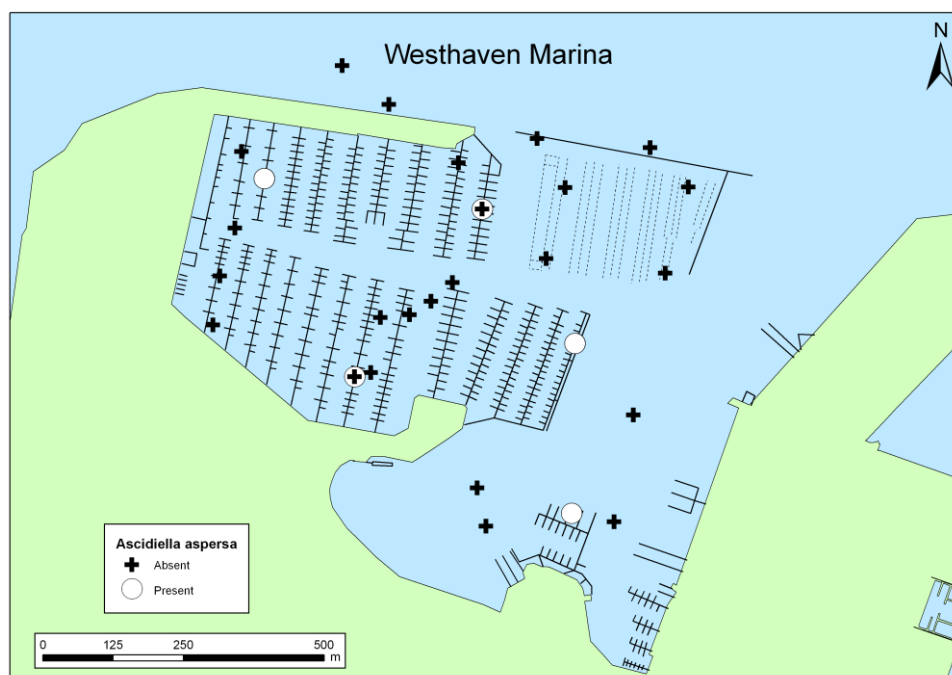 Westhaven Marina
N
Ascidiella aspersa
Absent
Present
0 125 250 500
m